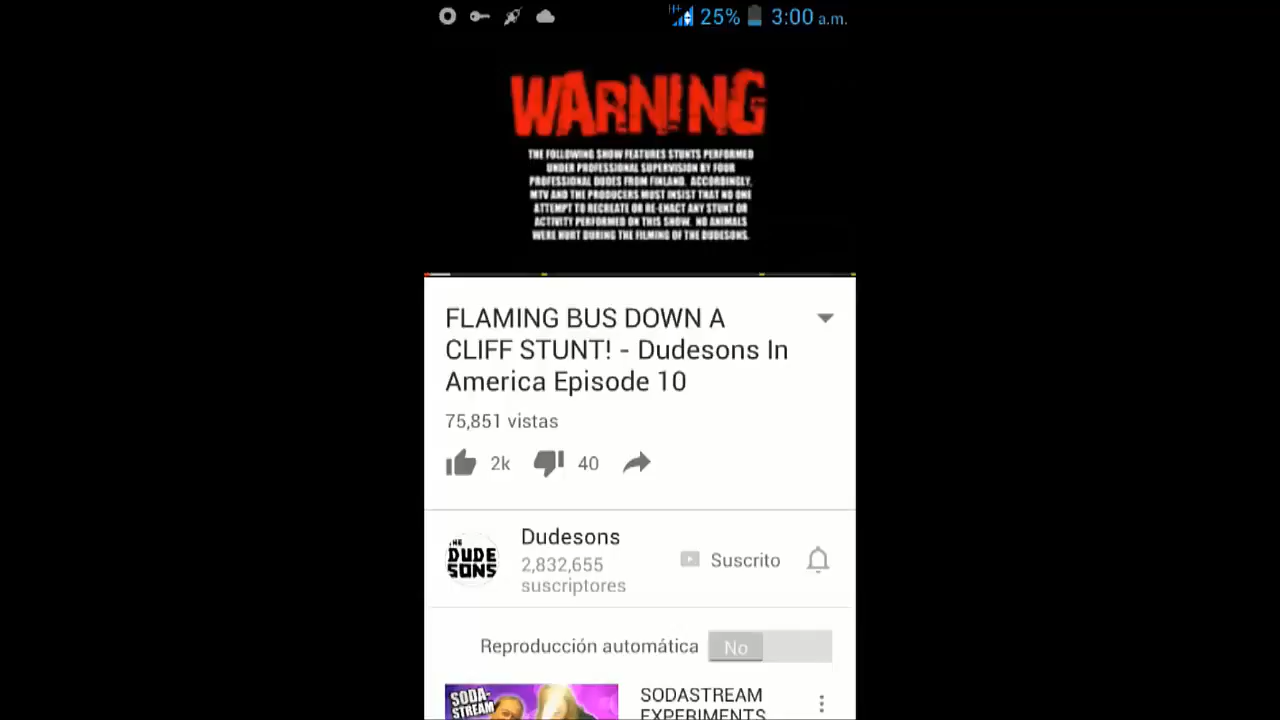 25% 3:00 a.m.
WARNING
THE FOLLOWING SHOW FEATURES STUNTS PERFORMED
UNDER PROFESSIONAL SUPERVISION BY FOUR
PROFESSIONAL DUDES FROM FINLAND. ACCORDINGLY,
MTV AND THE PRODUCERS MUST INSIST THAT NO ONE
ATTEMPT TO RECREATE OR RE-ENACT ANY STUNT OR
ACTIVITY PERFORMED ON THIS SHOW. NO ANIMALS
WERE HURT DURING THE FILMING OF THE DUDESONS.
FLAMING BUS DOWN A
CLIFF STUNT! - Dudesons In
America Episode 10
75,851 vistas
2k 40
THE
DUDE
SONS
Dudesons
2,832,655
suscriptores
Suscrito
Reproducción automática No
SODA-
STREAM
SODASTREAM
EXPERIMENTS